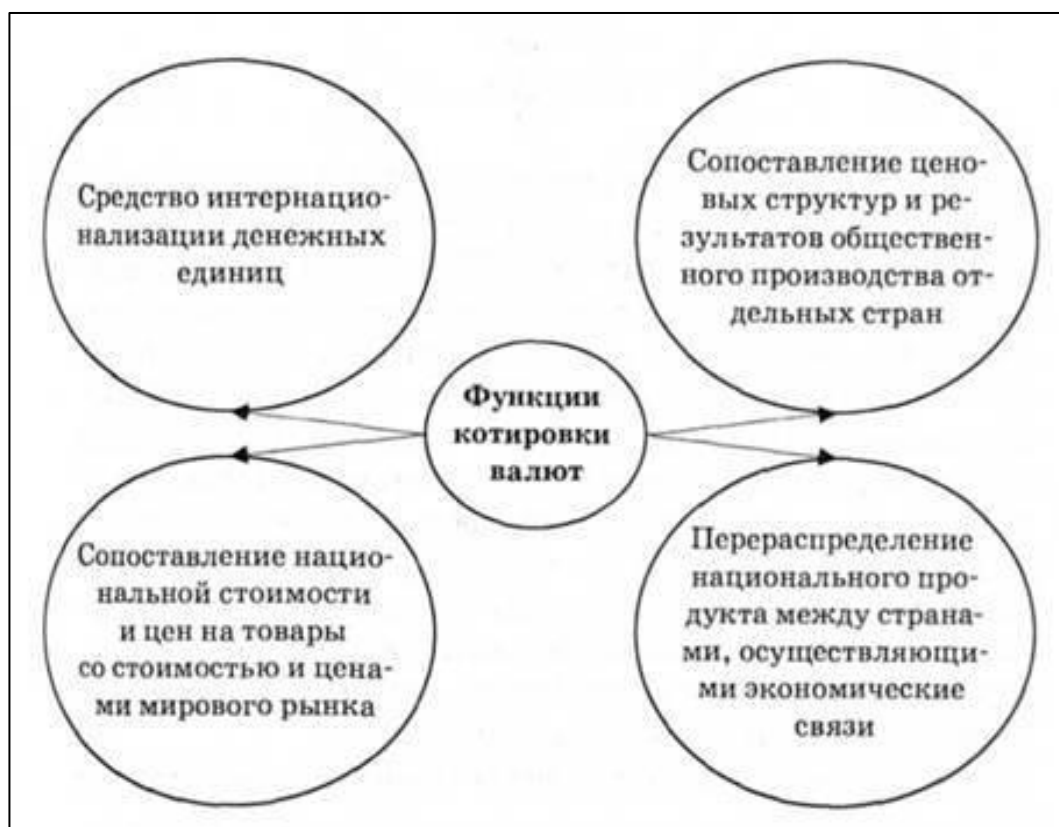 Средство интернацио-
нализации денежных
единиц
Сопоставление цено-
вых структур и ре-
зультатов обществен-
ного производства от-
дельных стран
Функции
котировки
валют
Сопоставление нацио-
нальной стоимости
и цен на товары
со стоимостью и цена-
ми мирового рынка
Перераспределение
национального про-
дукта между страна-
ми, осуществляющи-
ми экономические
связи